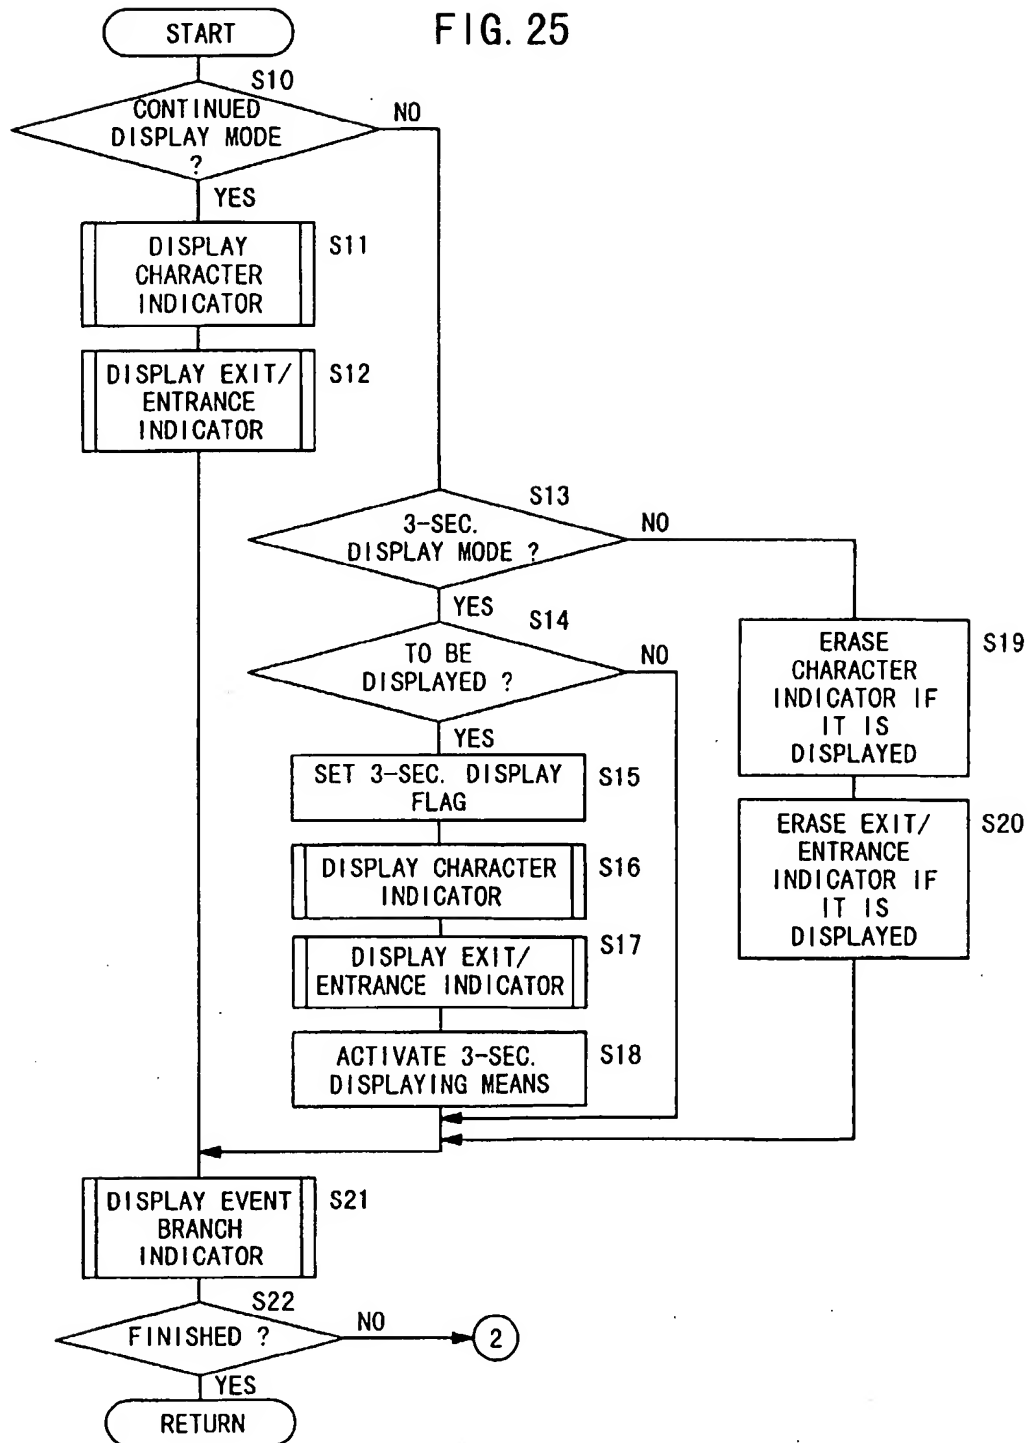 FIG. 25
START
S10
CONTINUED
DISPLAY MODE
?
NO
YES
DISPLAY
CHARACTER
INDICATOR
S11
DISPLAY EXIT/
ENTRANCE
INDICATOR
S12
S13
3-SEC.
DISPLAY MODE ?
NO
YES
S14
TO BE
DISPLAYED ?
NO
YES
SET 3-SEC. DISPLAY
FLAG
S15
DISPLAY CHARACTER
INDICATOR
S16
DISPLAY EXIT/
ENTRANCE INDICATOR
S17
ACTIVATE 3-SEC.
DISPLAYING MEANS
S18
ERASE
CHARACTER
INDICATOR IF
IT IS
DISPLAYED
S19
ERASE EXIT/
ENTRANCE
INDICATOR IF
IT IS
DISPLAYED
S20
DISPLAY EVENT
BRANCH
INDICATOR
S21
S22
FINISHED ?
NO
2
YES
RETURN